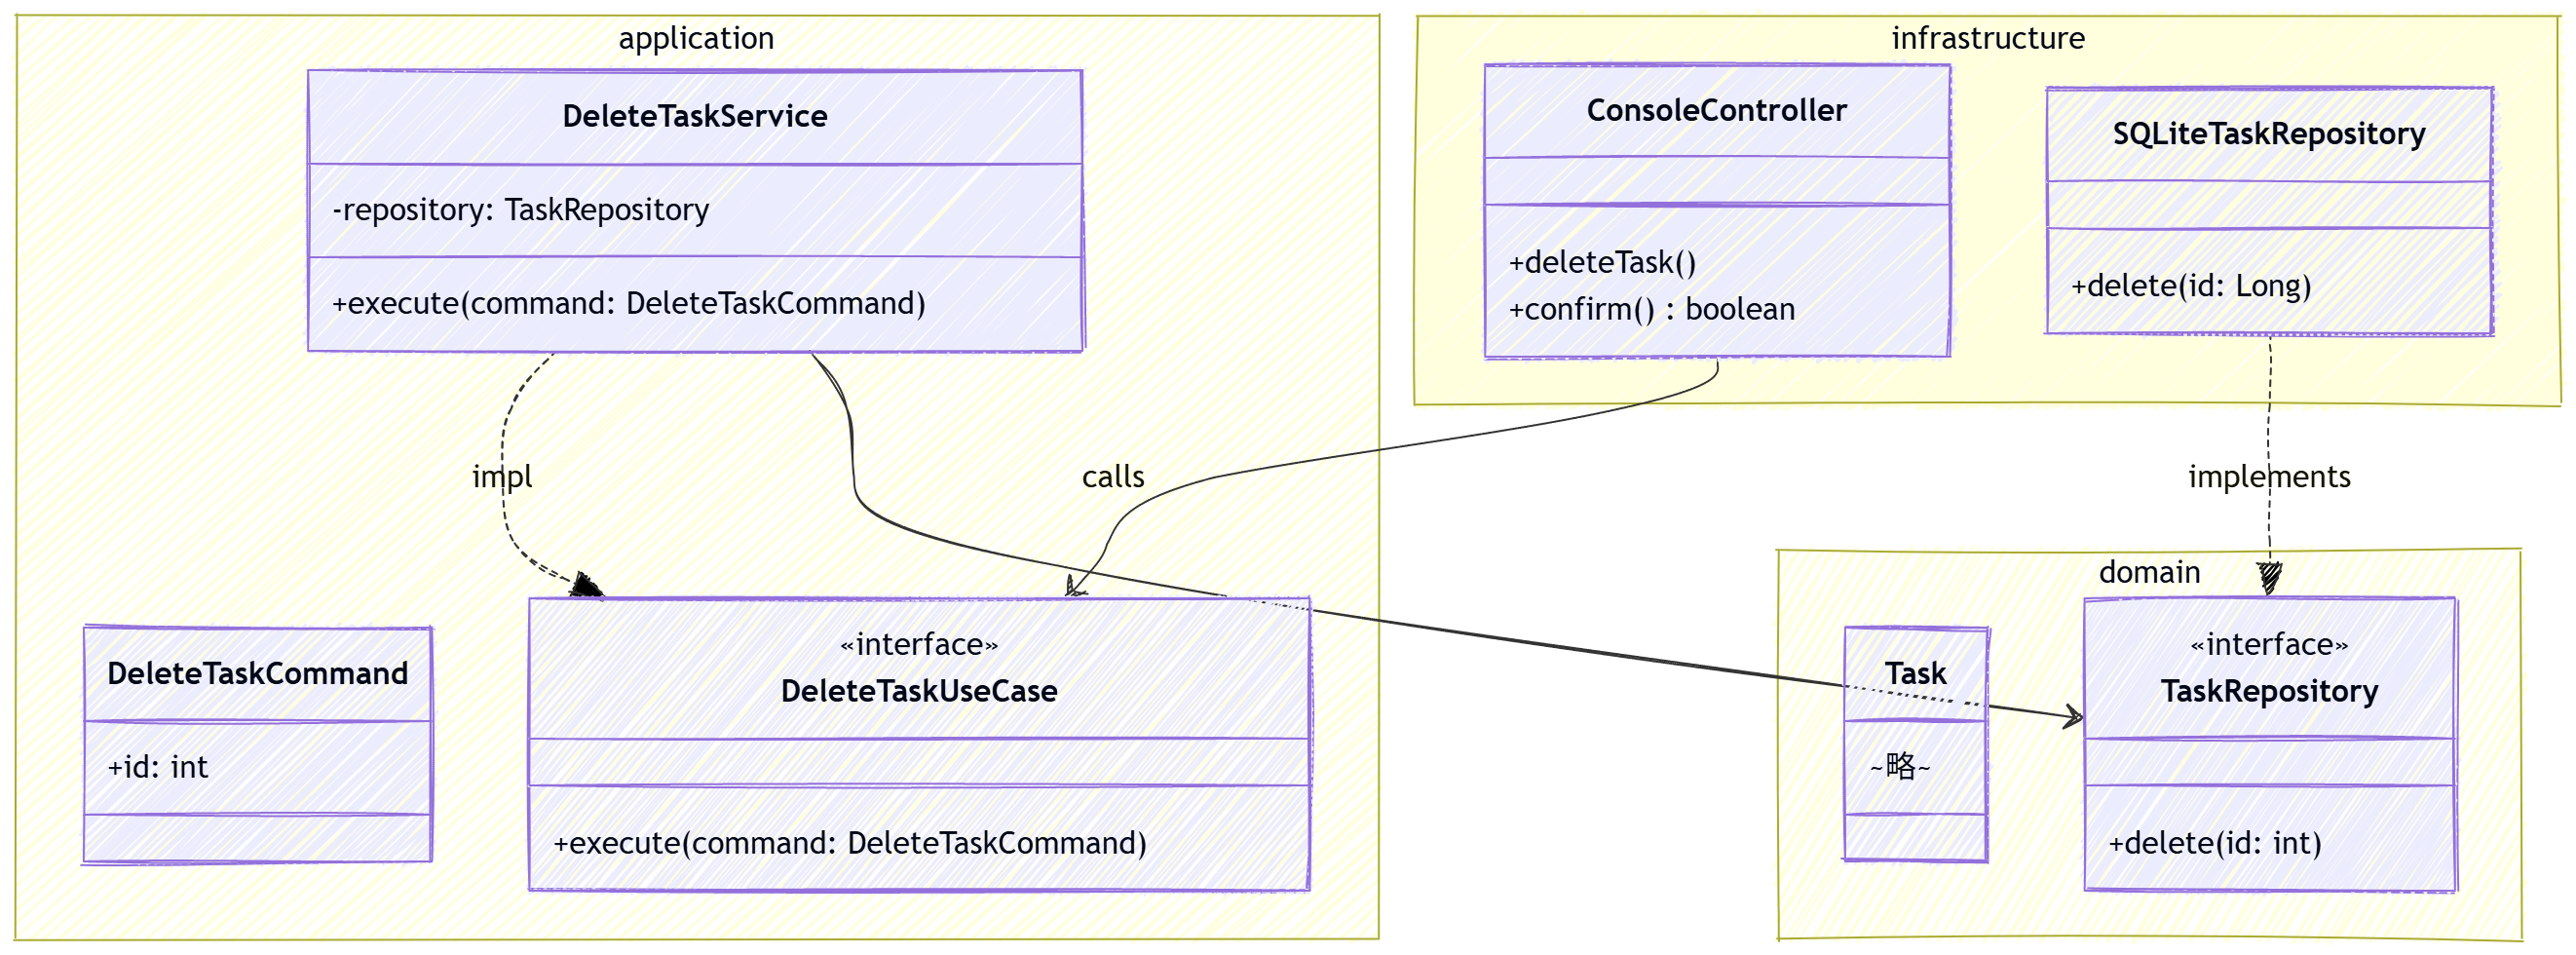 application
DeleteTaskService
-repository: TaskRepository
+execute(command: DeleteTaskCommand)
infrastructure
ConsoleController
+deleteTask()
+confirm() : boolean
SQLiteTaskRepository
+delete(id: Long)
impl
calls
implements
DeleteTaskCommand
+id: int
«interface»
DeleteTaskUseCase
+execute(command: DeleteTaskCommand)
domain
Task
~略~
«interface»
TaskRepository
+delete(id: int)